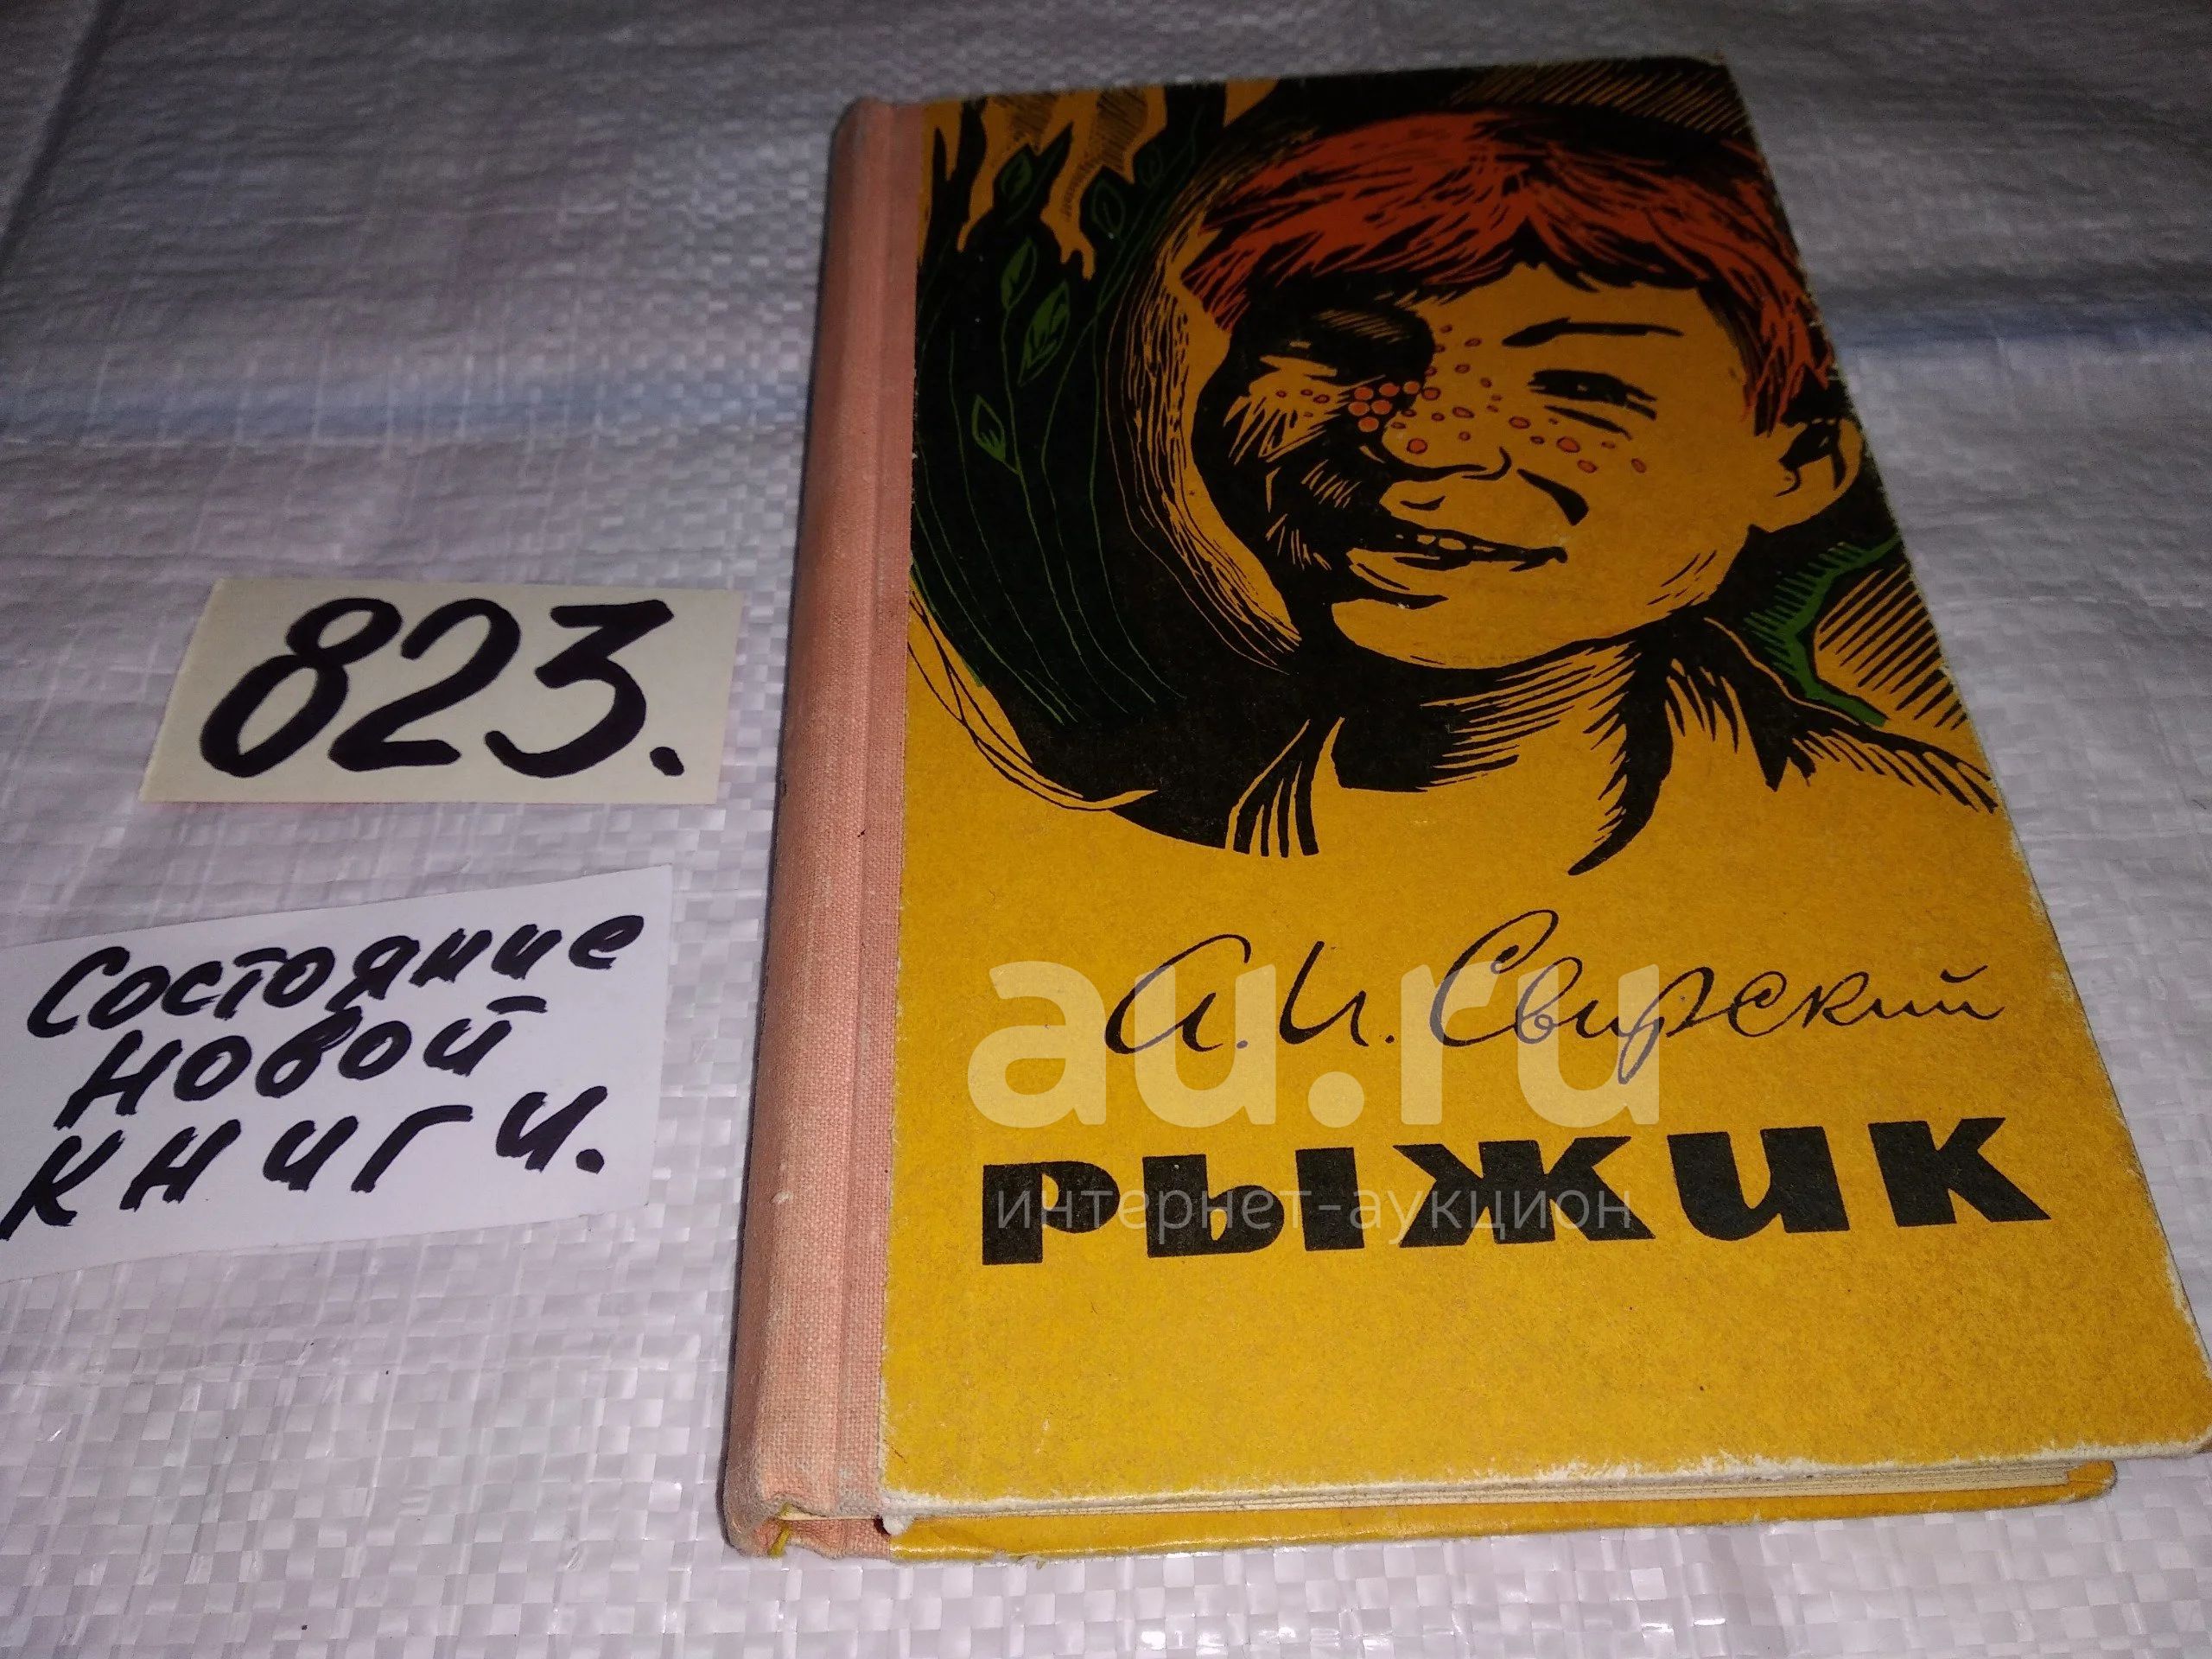 823.
Состояние
новой
книги.
А. И. Свирский
au.ru
РЫЖИК
интернет-аукцион